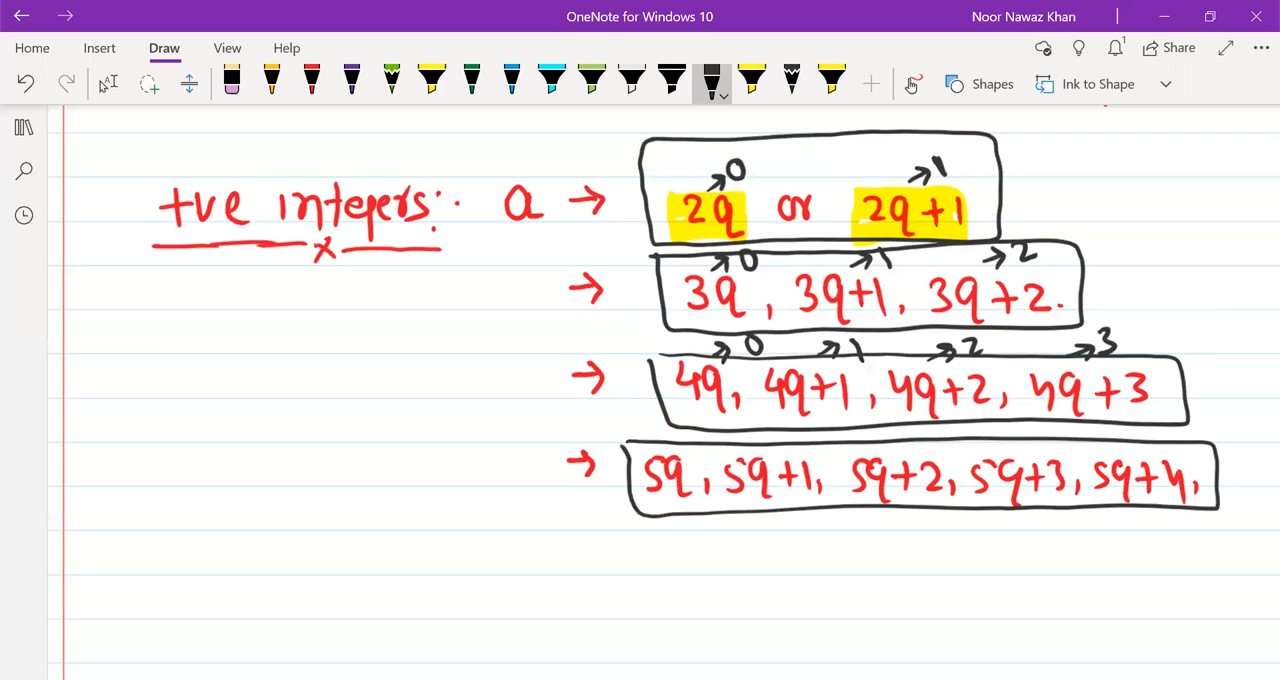 OneNote for Windows 10
Noor Nawaz Khan
Home Insert Draw View Help
1
Share
Shapes
Ink to Shape
→0 →1
+ve integers: a → 2q or 2q+1
x
→0 →1 →2
→ 3q, 3q+1, 3q+2.
→0 →1 →2 →3
→ 4q, 4q+1, 4q+2, 4q+3
→ 5q, 5q+1, 5q+2, 5q+3, 5q+4,